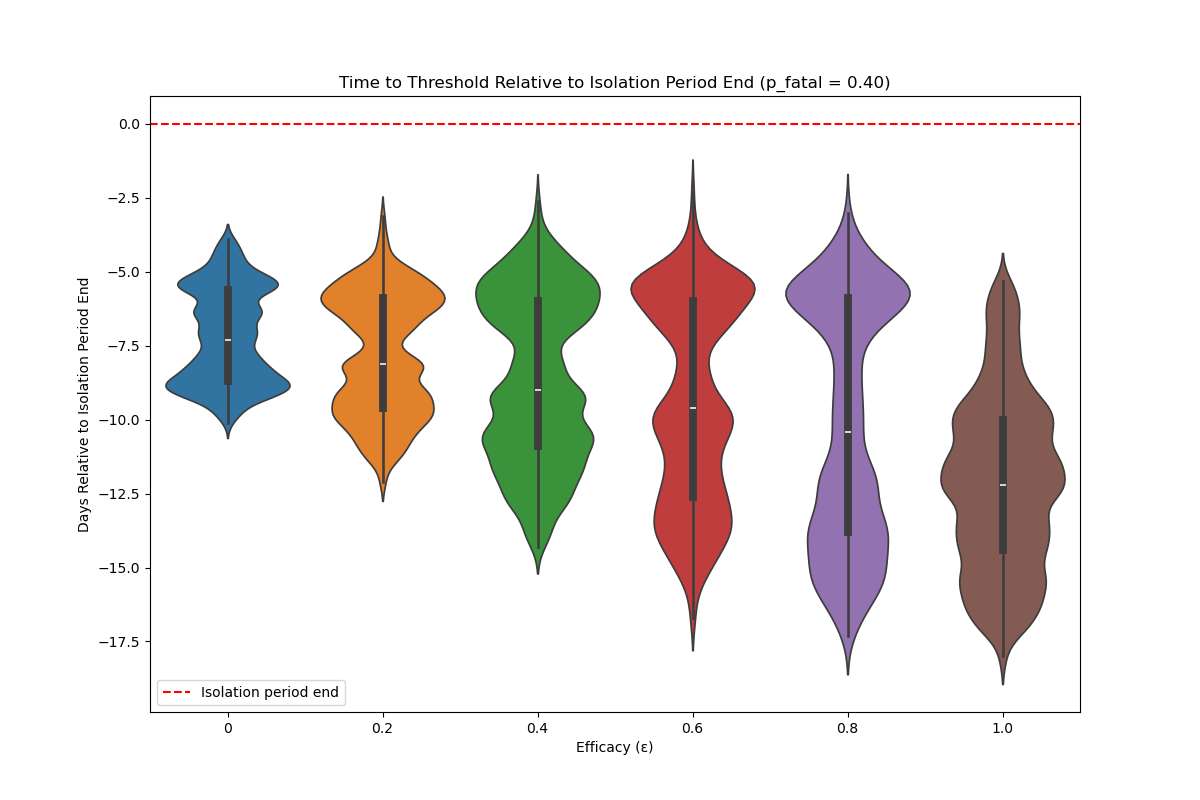 Time to Threshold Relative to Isolation Period End (p_fatal = 0.40)
Days Relative to Isolation Period End
0.0
−2.5
−5.0
−7.5
−10.0
−12.5
−15.0
−17.5
Isolation period end
0 0.2 0.4 0.6 0.8 1.0
Efficacy (ε)